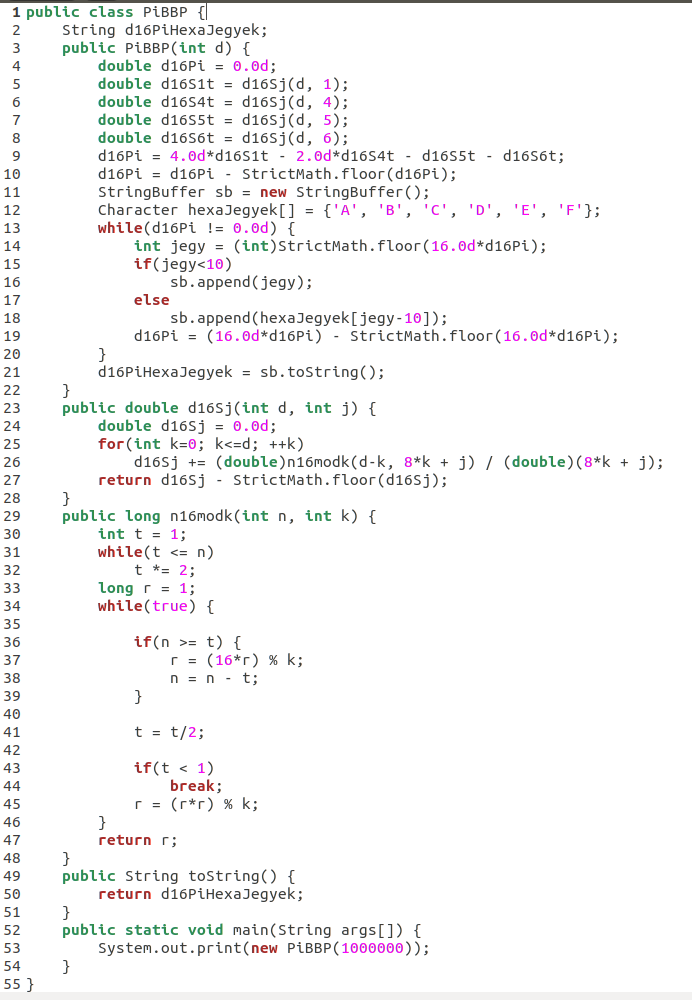 1 public class PiBBP {
2     String d16PiHexaJegyek;
3     public PiBBP(int d) {
4         double d16Pi = 0.0d;
5         double d16S1t = d16Sj(d, 1);
6         double d16S4t = d16Sj(d, 4);
7         double d16S5t = d16Sj(d, 5);
8         double d16S6t = d16Sj(d, 6);
9         d16Pi = 4.0d*d16S1t - 2.0d*d16S4t - d16S5t - d16S6t;
10         d16Pi = d16Pi - StrictMath.floor(d16Pi);
11         StringBuffer sb = new StringBuffer();
12         Character hexaJegyek[] = {'A', 'B', 'C', 'D', 'E', 'F'};
13         while(d16Pi != 0.0d) {
14             int jegy = (int)StrictMath.floor(16.0d*d16Pi);
15             if(jegy<10)
16                 sb.append(jegy);
17             else
18                 sb.append(hexaJegyek[jegy-10]);
19             d16Pi = (16.0d*d16Pi) - StrictMath.floor(16.0d*d16Pi);
20         }
21         d16PiHexaJegyek = sb.toString();
22     }
23     public double d16Sj(int d, int j) {
24         double d16Sj = 0.0d;
25         for(int k=0; k<=d; ++k)
26             d16Sj += (double)n16modk(d-k, 8*k + j) / (double)(8*k + j);
27         return d16Sj - StrictMath.floor(d16Sj);
28     }
29     public long n16modk(int n, int k) {
30         int t = 1;
31         while(t <= n)
32             t *= 2;
33         long r = 1;
34         while(true) {
35
36             if(n >= t) {
37                 r = (16*r) % k;
38                 n = n - t;
39             }
40
41             t = t/2;
42
43             if(t < 1)
44                 break;
45             r = (r*r) % k;
46         }
47         return r;
48     }
49     public String toString() {
50         return d16PiHexaJegyek;
51     }
52     public static void main(String args[]) {
53         System.out.print(new PiBBP(1000000));
54     }
55 }